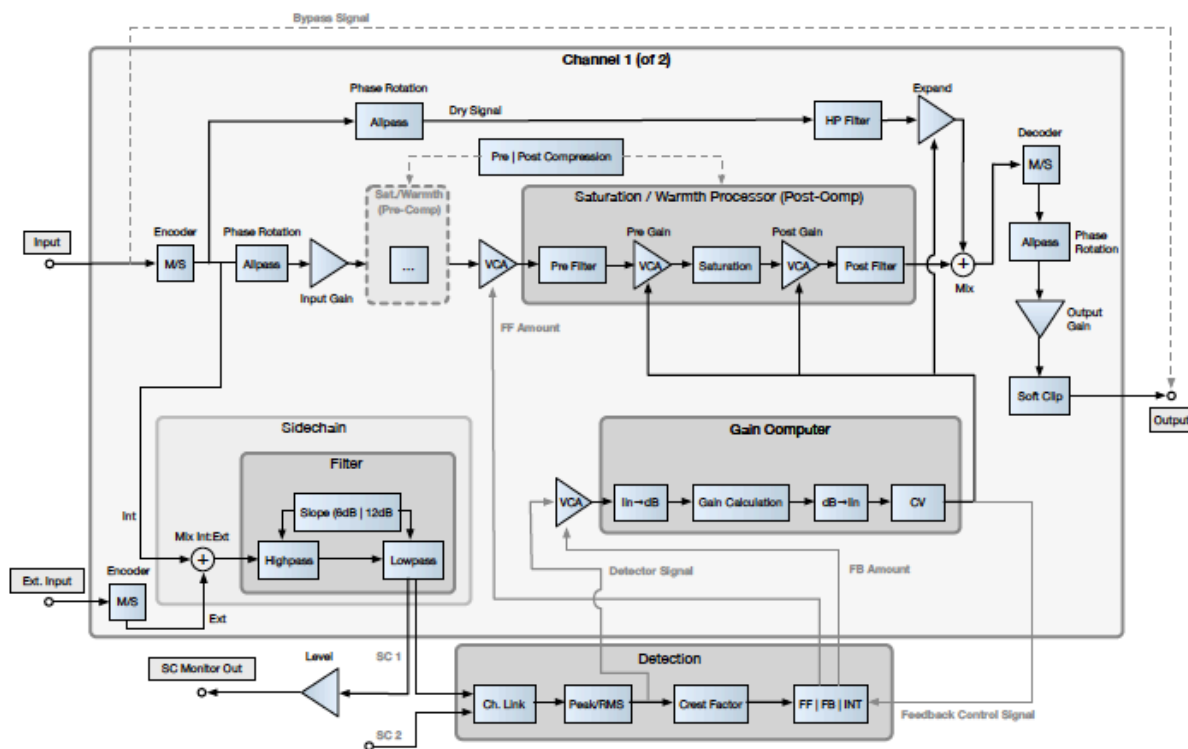 Bypass Signal
Channel 1 (of 2)
Phase Rotation
Allpass
Dry Signal
HP Filter
Expand
Decoder
M/S
Pre | Post Compression
Sat./Warmth
(Pre-Comp)
...
Saturation / Warmth Processor (Post-Comp)
Input
Encoder
M/S
Phase Rotation
Allpass
Input Gain
VCA
Pre Filter
Pre Gain
VCA
Saturation
Post Gain
VCA
Post Filter
+
Mix
Allpass
Phase
Rotation
Output
Gain
FF Amount
Soft Clip
Output
Sidechain
Filter
Slope (6dB | 12dB
Int
Mix Int:Ext
+
Highpass
Lowpass
Ext. Input
Encoder
M/S
Ext
Gain Computer
VCA
lin→dB
Gain Calculation
dB→lin
CV
Detector Signal
FB Amount
SC Monitor Out
Level
SC 1
SC 2
Detection
Ch. Link
Peak/RMS
Crest Factor
FF | FB | INT
Feedback Control Signal